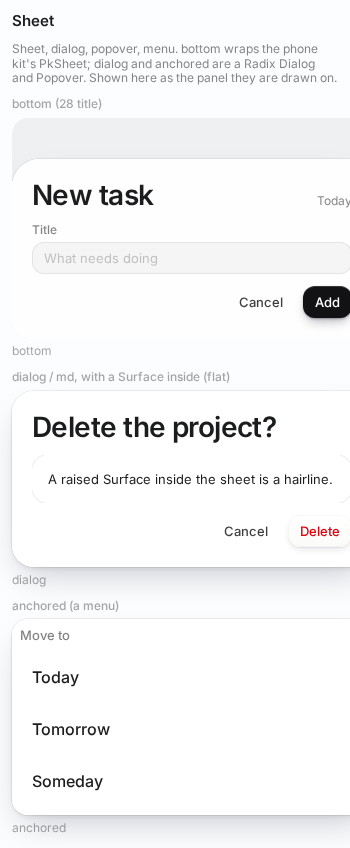 Sheet
Sheet, dialog, popover, menu. bottom wraps the phone
kit's PkSheet; dialog and anchored are a Radix Dialog
and Popover. Shown here as the panel they are drawn on.
bottom (28 title)
New task
Today
Title
What needs doing
Cancel
Add
bottom
dialog / md, with a Surface inside (flat)
Delete the project?
A raised Surface inside the sheet is a hairline.
Cancel
Delete
dialog
anchored (a menu)
Move to
Today
Tomorrow
Someday
anchored